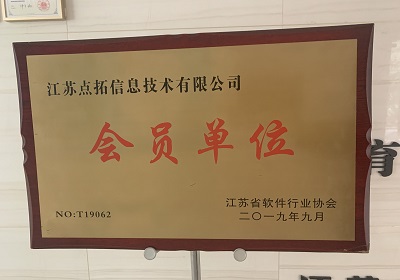 江苏点拓信息技术有限公司
会员单位
NO:T19062
江苏省软件行业协会
二〇一九年九月
育